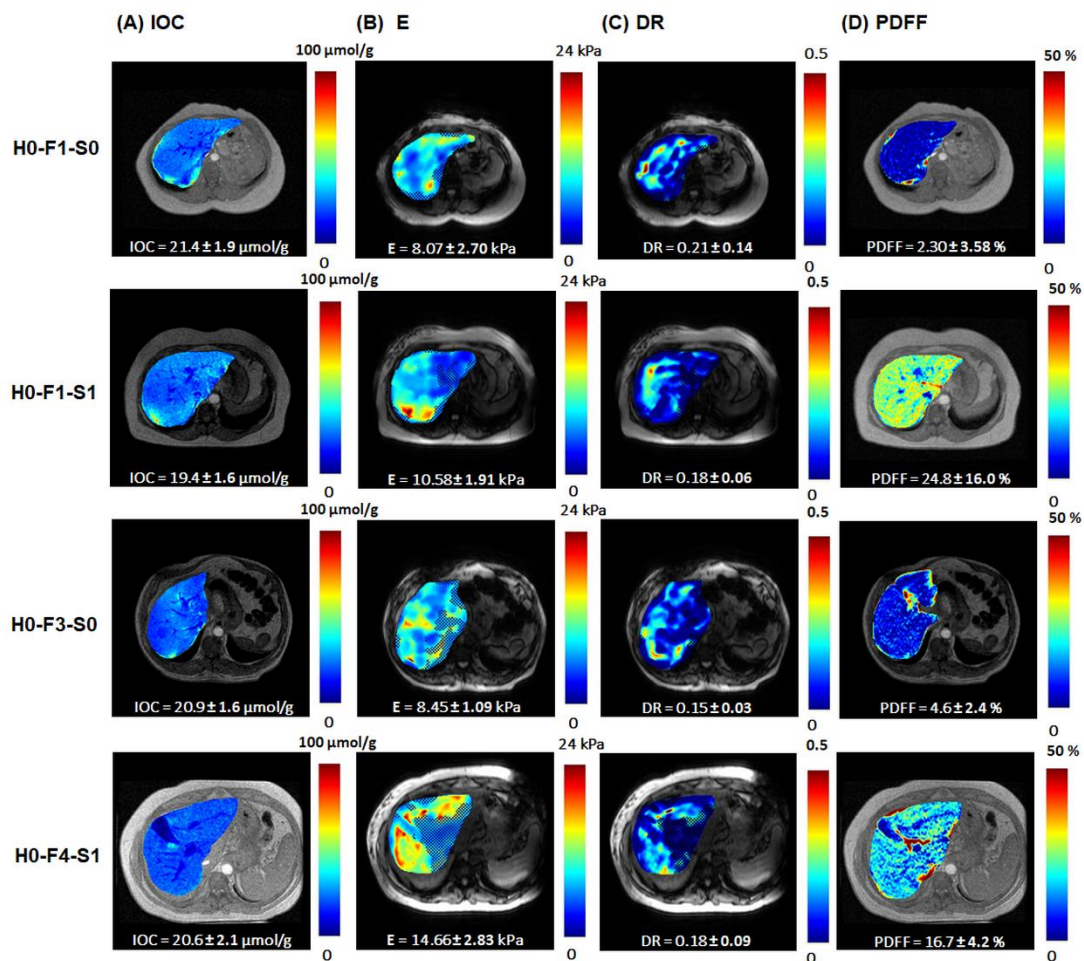 (A) IOC (B) E (C) DR (D) PDFF
100 µmol/g 24 kPa 0.5 50 %
H0-F1-S0
IOC = 21.4 ± 1.9 µmol/g E = 8.07 ± 2.70 kPa DR = 0.21 ± 0.14 PDFF = 2.30 ± 3.58 %
0 0 0 0
100 µmol/g 24 kPa 0.5 50 %
H0-F1-S1
IOC = 19.4 ± 1.6 µmol/g E = 10.58 ± 1.91 kPa DR = 0.18 ± 0.06 PDFF = 24.8 ± 16.0 %
0 0 0 0
100 µmol/g 24 kPa 0.5 50 %
H0-F3-S0
IOC = 20.9 ± 1.6 µmol/g E = 8.45 ± 1.09 kPa DR = 0.15 ± 0.03 PDFF = 4.6 ± 2.4 %
0 0 0 0
100 µmol/g 24 kPa 0.5 50 %
H0-F4-S1
IOC = 20.6 ± 2.1 µmol/g E = 14.66 ± 2.83 kPa DR = 0.18 ± 0.09 PDFF = 16.7 ± 4.2 %
0 0 0 0